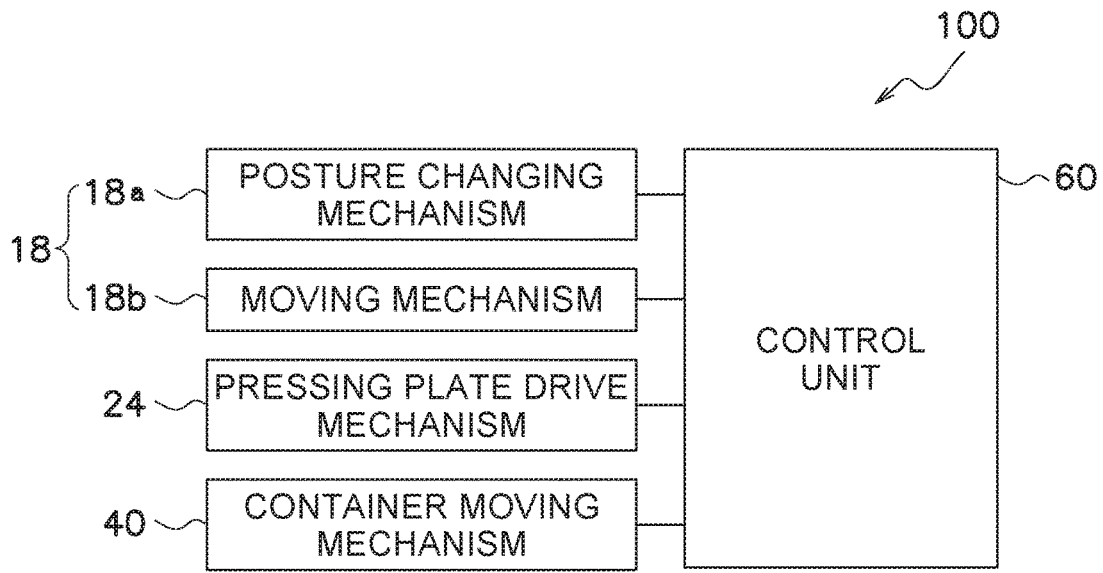 100
18a
POSTURE CHANGING
MECHANISM
60
18
18b
MOVING MECHANISM
CONTROL
UNIT
24
PRESSING PLATE DRIVE
MECHANISM
40
CONTAINER MOVING
MECHANISM